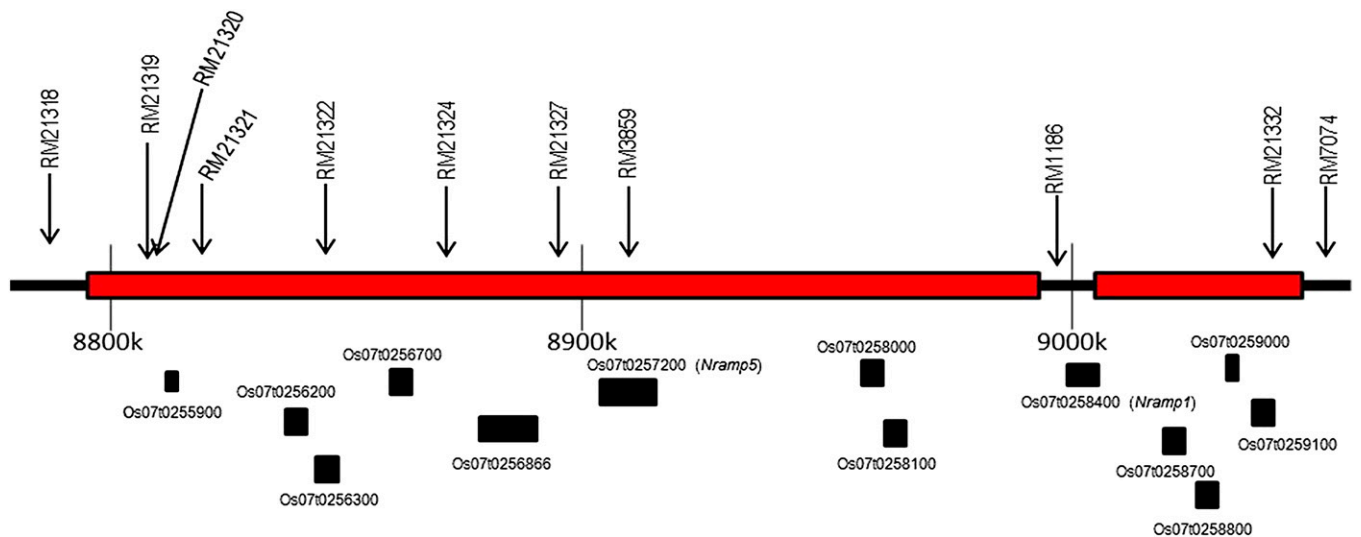 RM21318
RM21319
RM21320
RM21321
RM21322
RM21324
RM21327
RM3859
RM1186
RM21332
RM7074
8800k
8900k
9000k
Os07t0255900
Os07t0256200
Os07t0256300
Os07t0256700
Os07t0256866
Os07t0257200 (Nramp5)
Os07t0258000
Os07t0258100
Os07t0258400 (Nramp1)
Os07t0258700
Os07t0258800
Os07t0259000
Os07t0259100